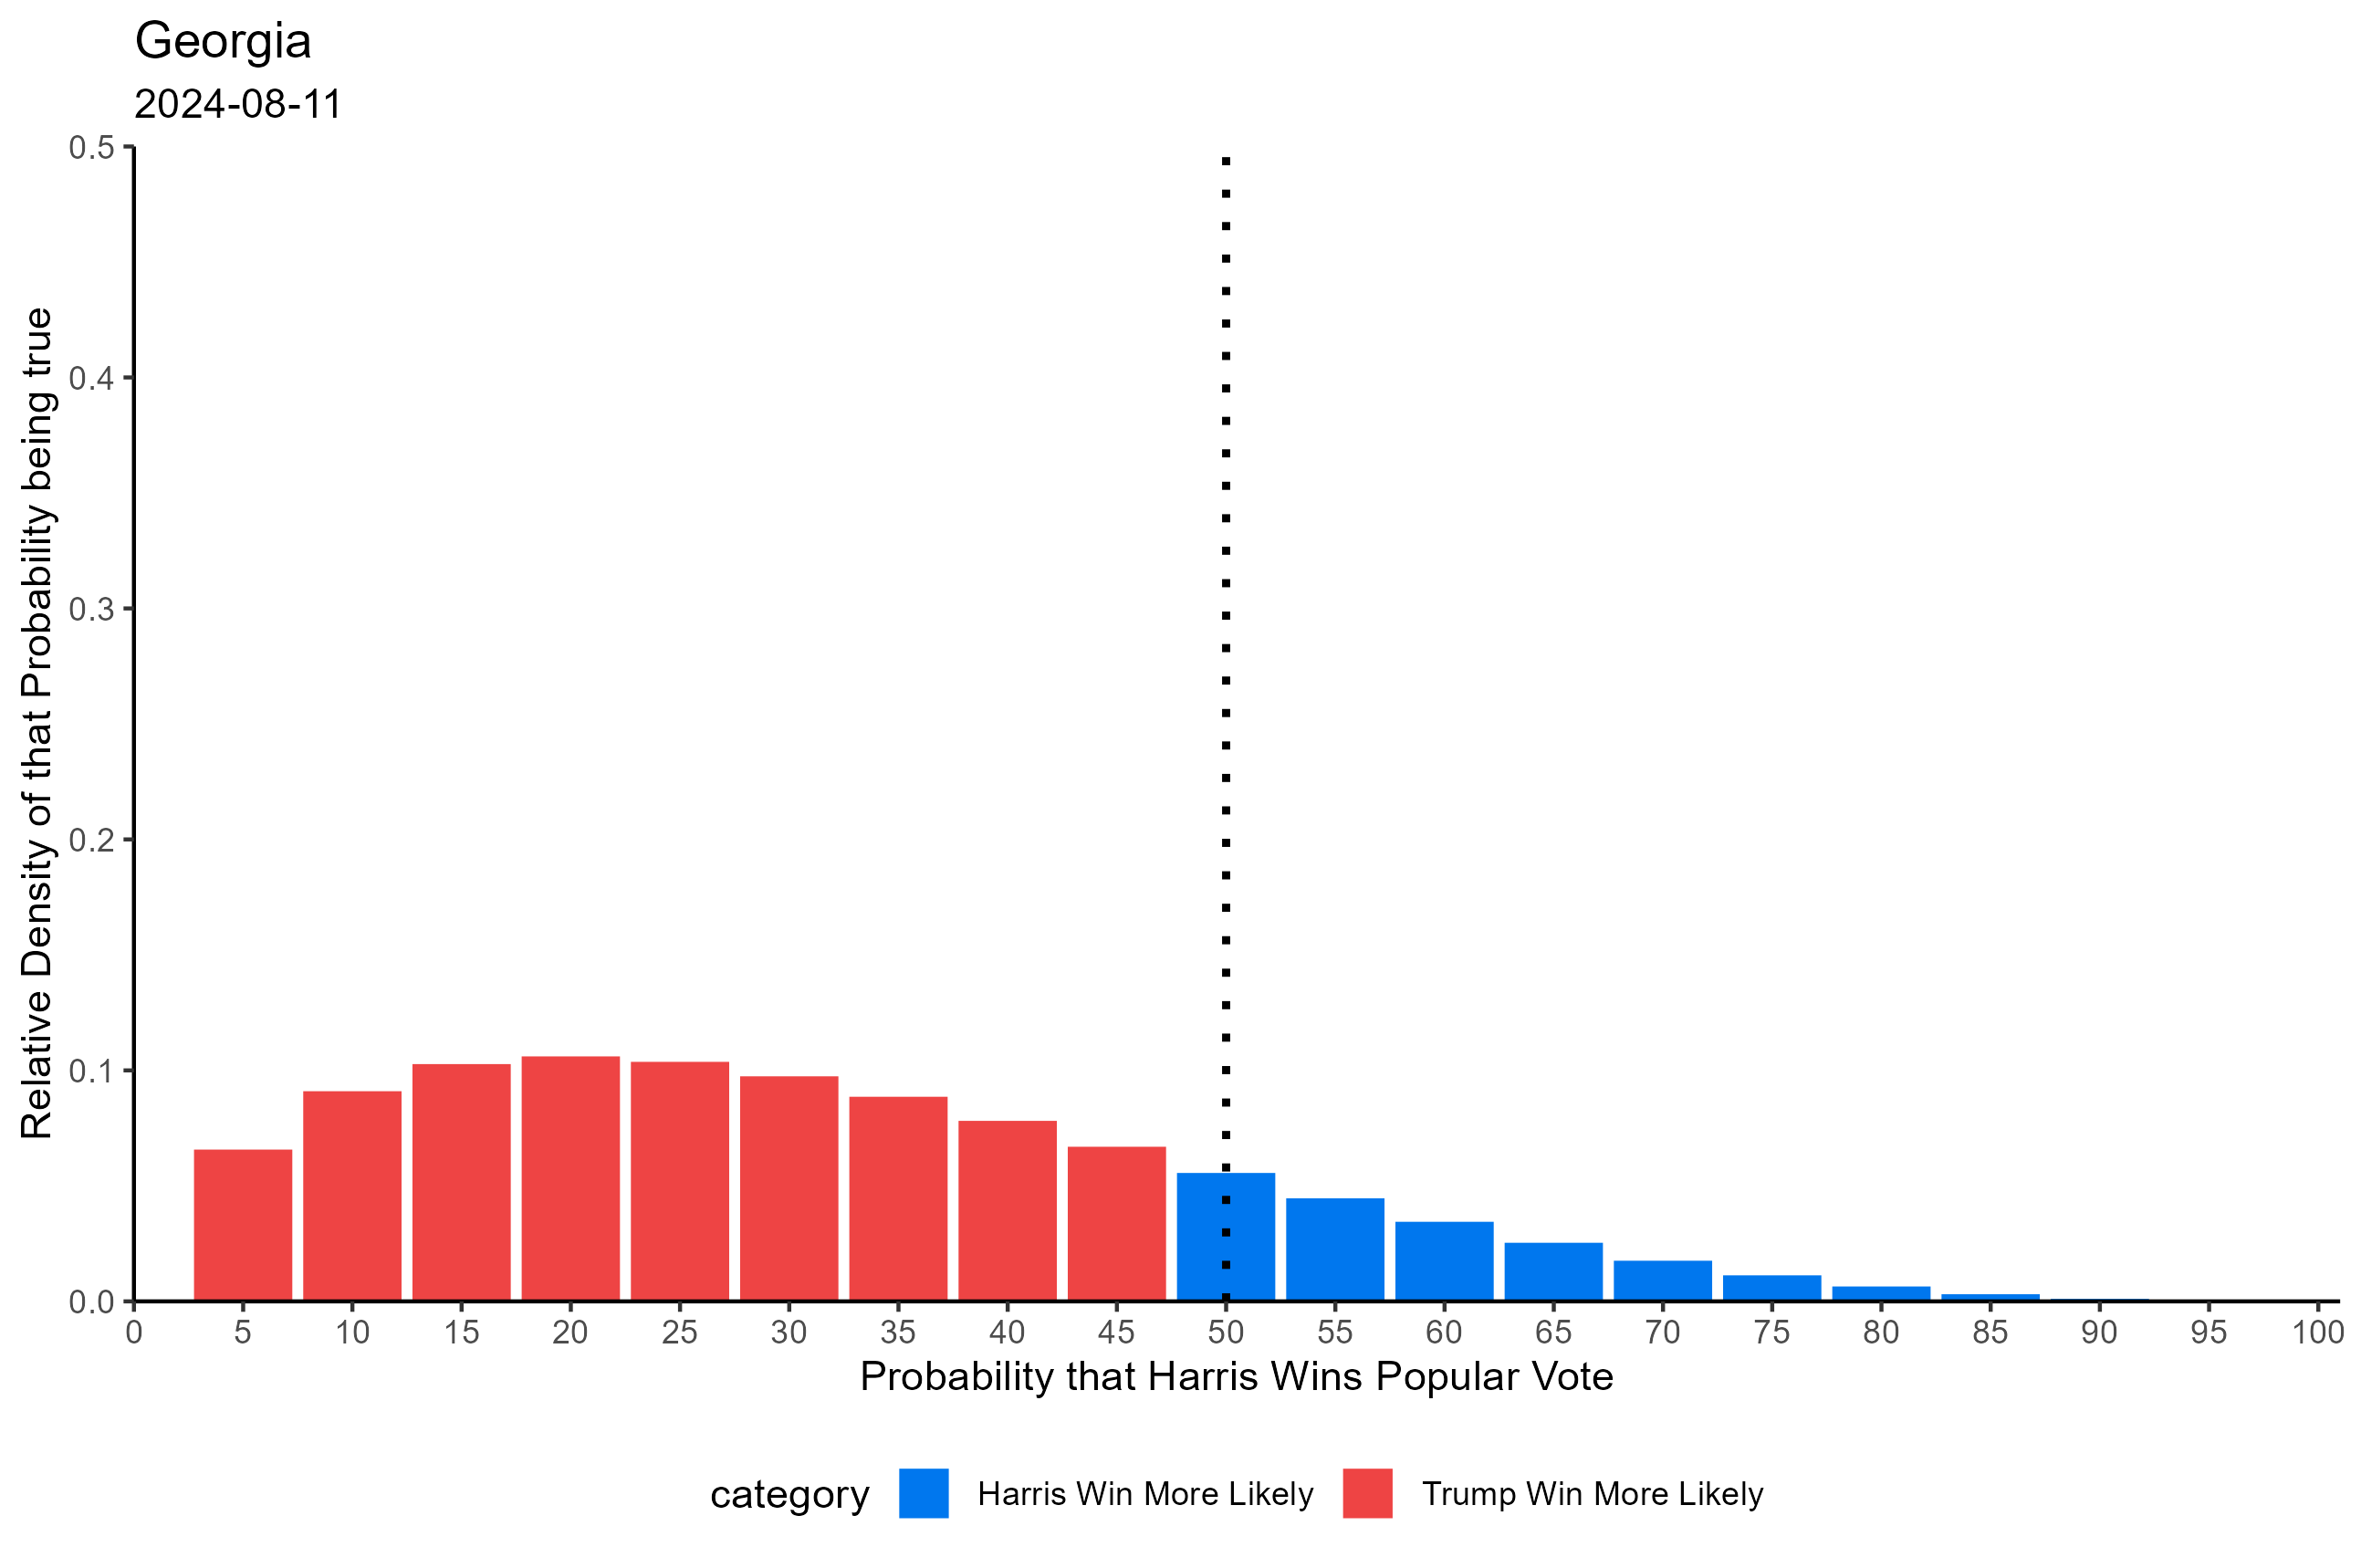 Georgia
2024-08-11
Relative Density of that Probability being true
0.5
0.4
0.3
0.2
0.1
0.0
0 5 10 15 20 25 30 35 40 45 50 55 60 65 70 75 80 85 90 95 100
Probability that Harris Wins Popular Vote
category Harris Win More Likely Trump Win More Likely